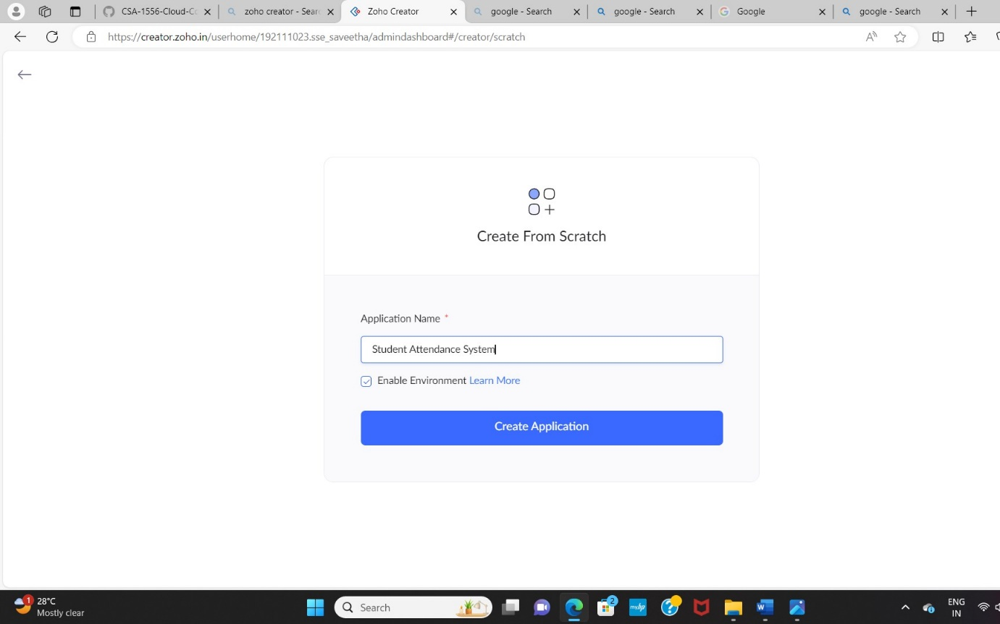 CSA-1556-Cloud-Cc
zoho creator - Sear
Zoho Creator
google - Search
google - Search
Google
google - Search
https://creator.zoho.in/userhome/192111023.sse_saveetha/admindashboard#/creator/scratch
Create From Scratch
Application Name *
Student Attendance System
Enable Environment Learn More
Create Application
1
28°C
Mostly clear
Search
2
myhp
W
ENG
IN